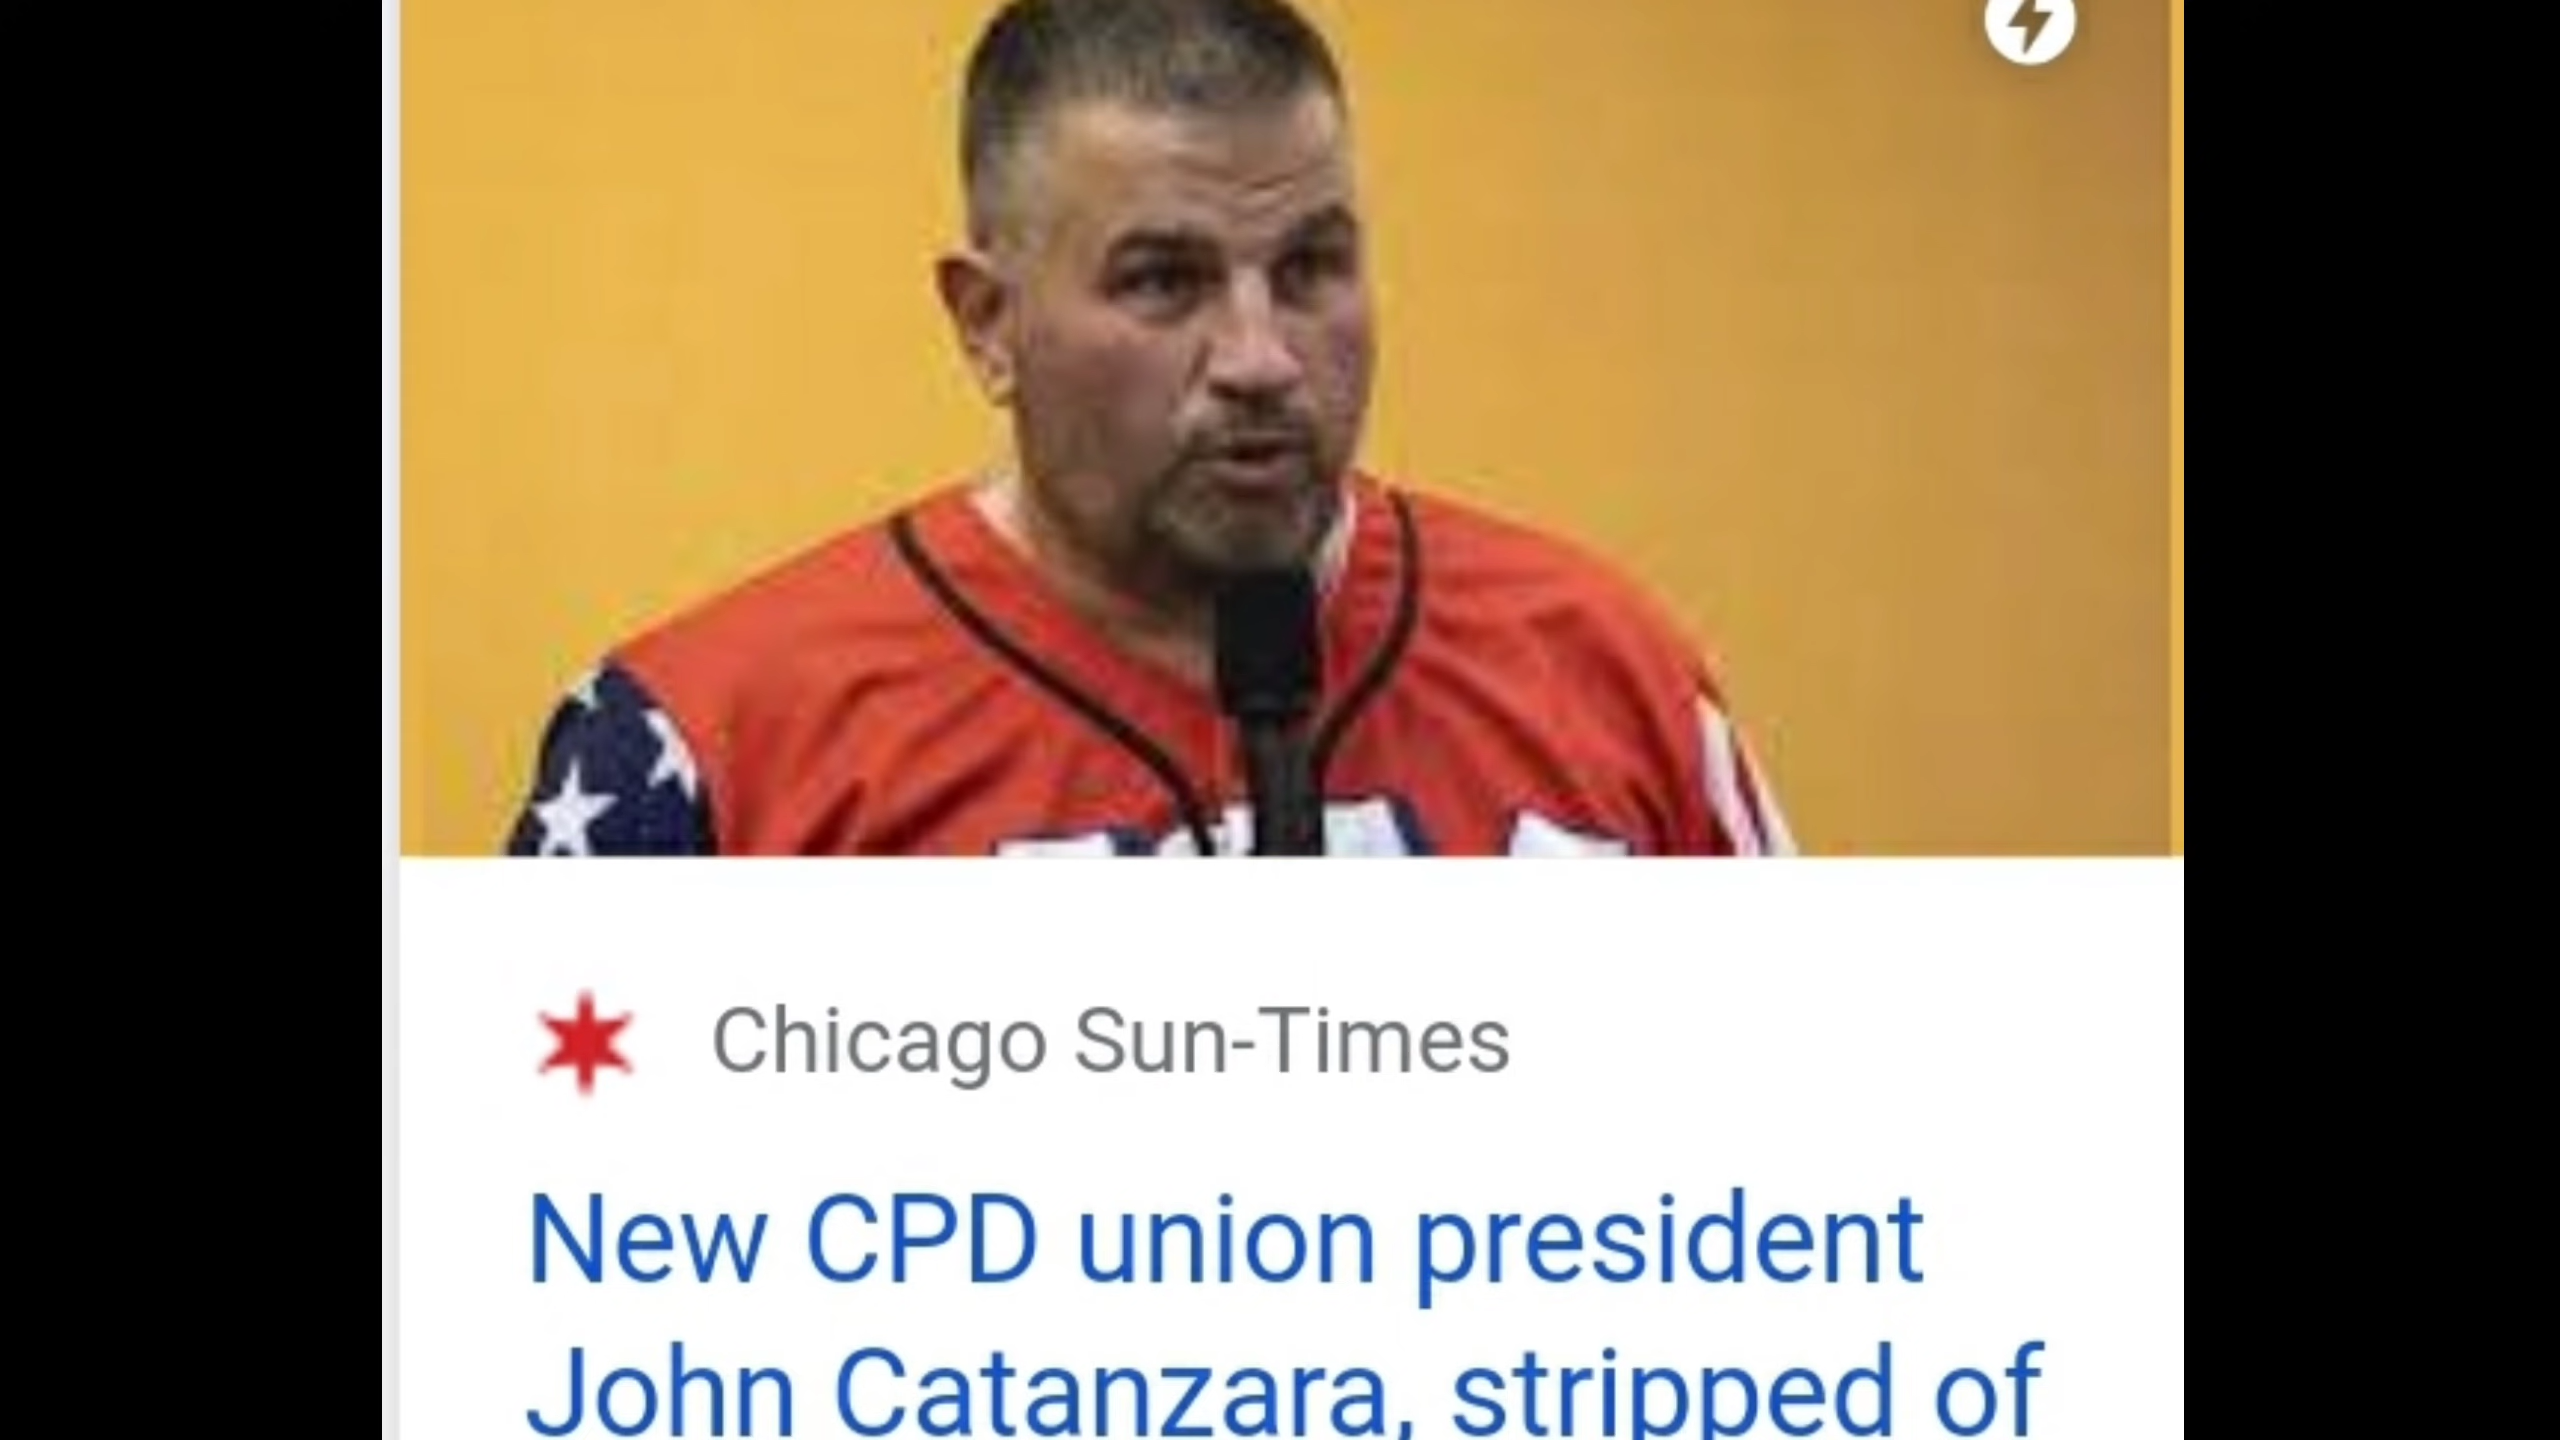 Chicago Sun-Times
New CPD union president
John Catanzara, stripped of